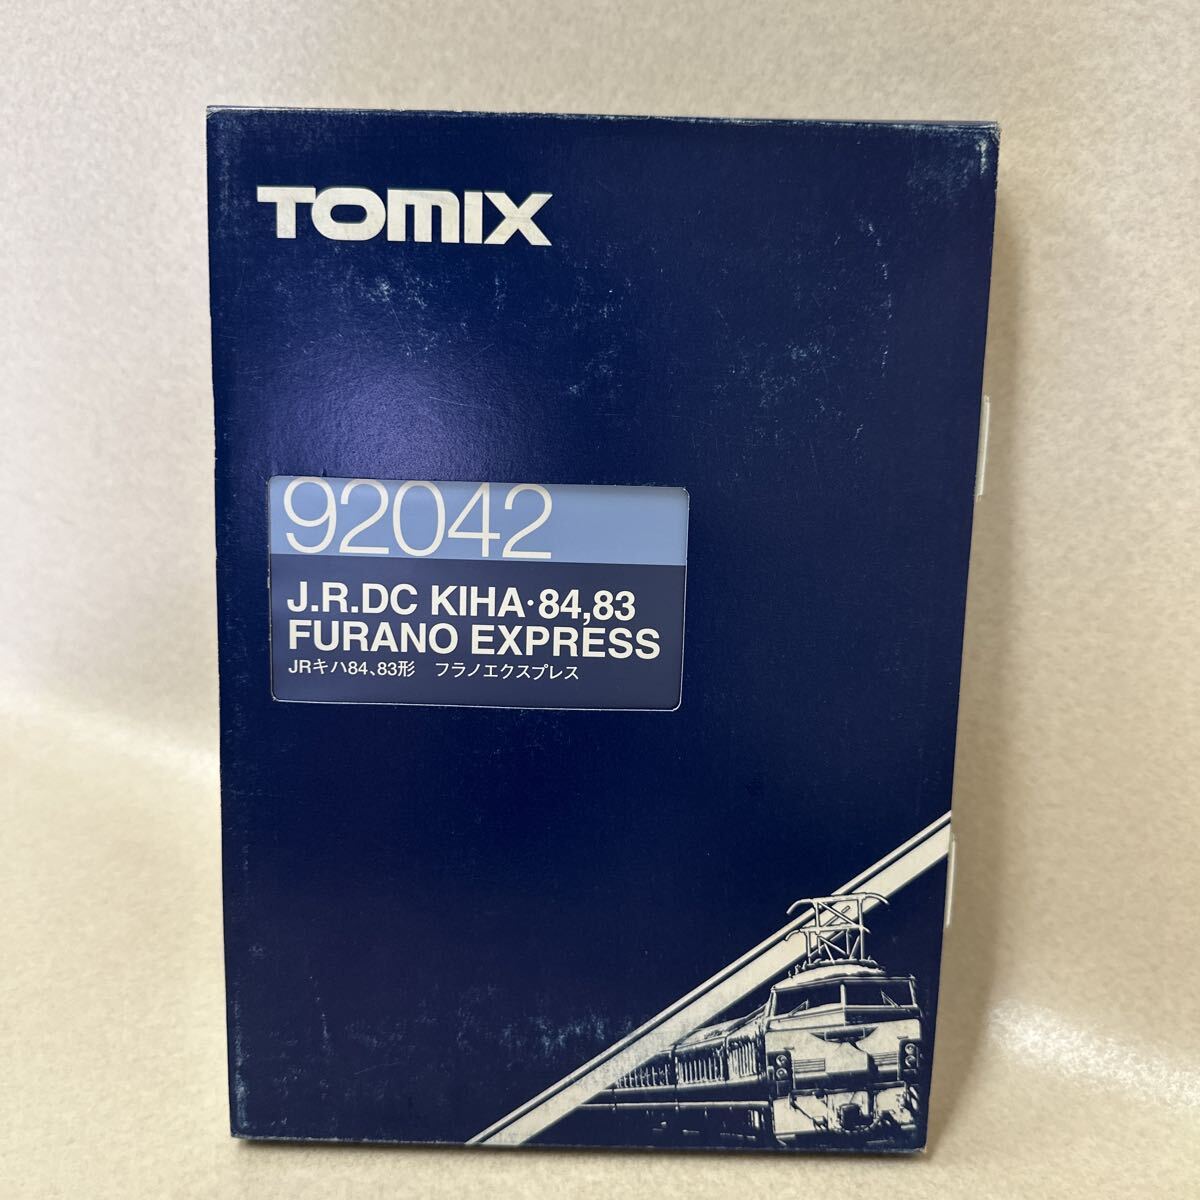 TOMIX
92042
J.R.DC KIHA·84,83
FURANO EXPRESS
JRキハ84、83形　フラノエクスプレス